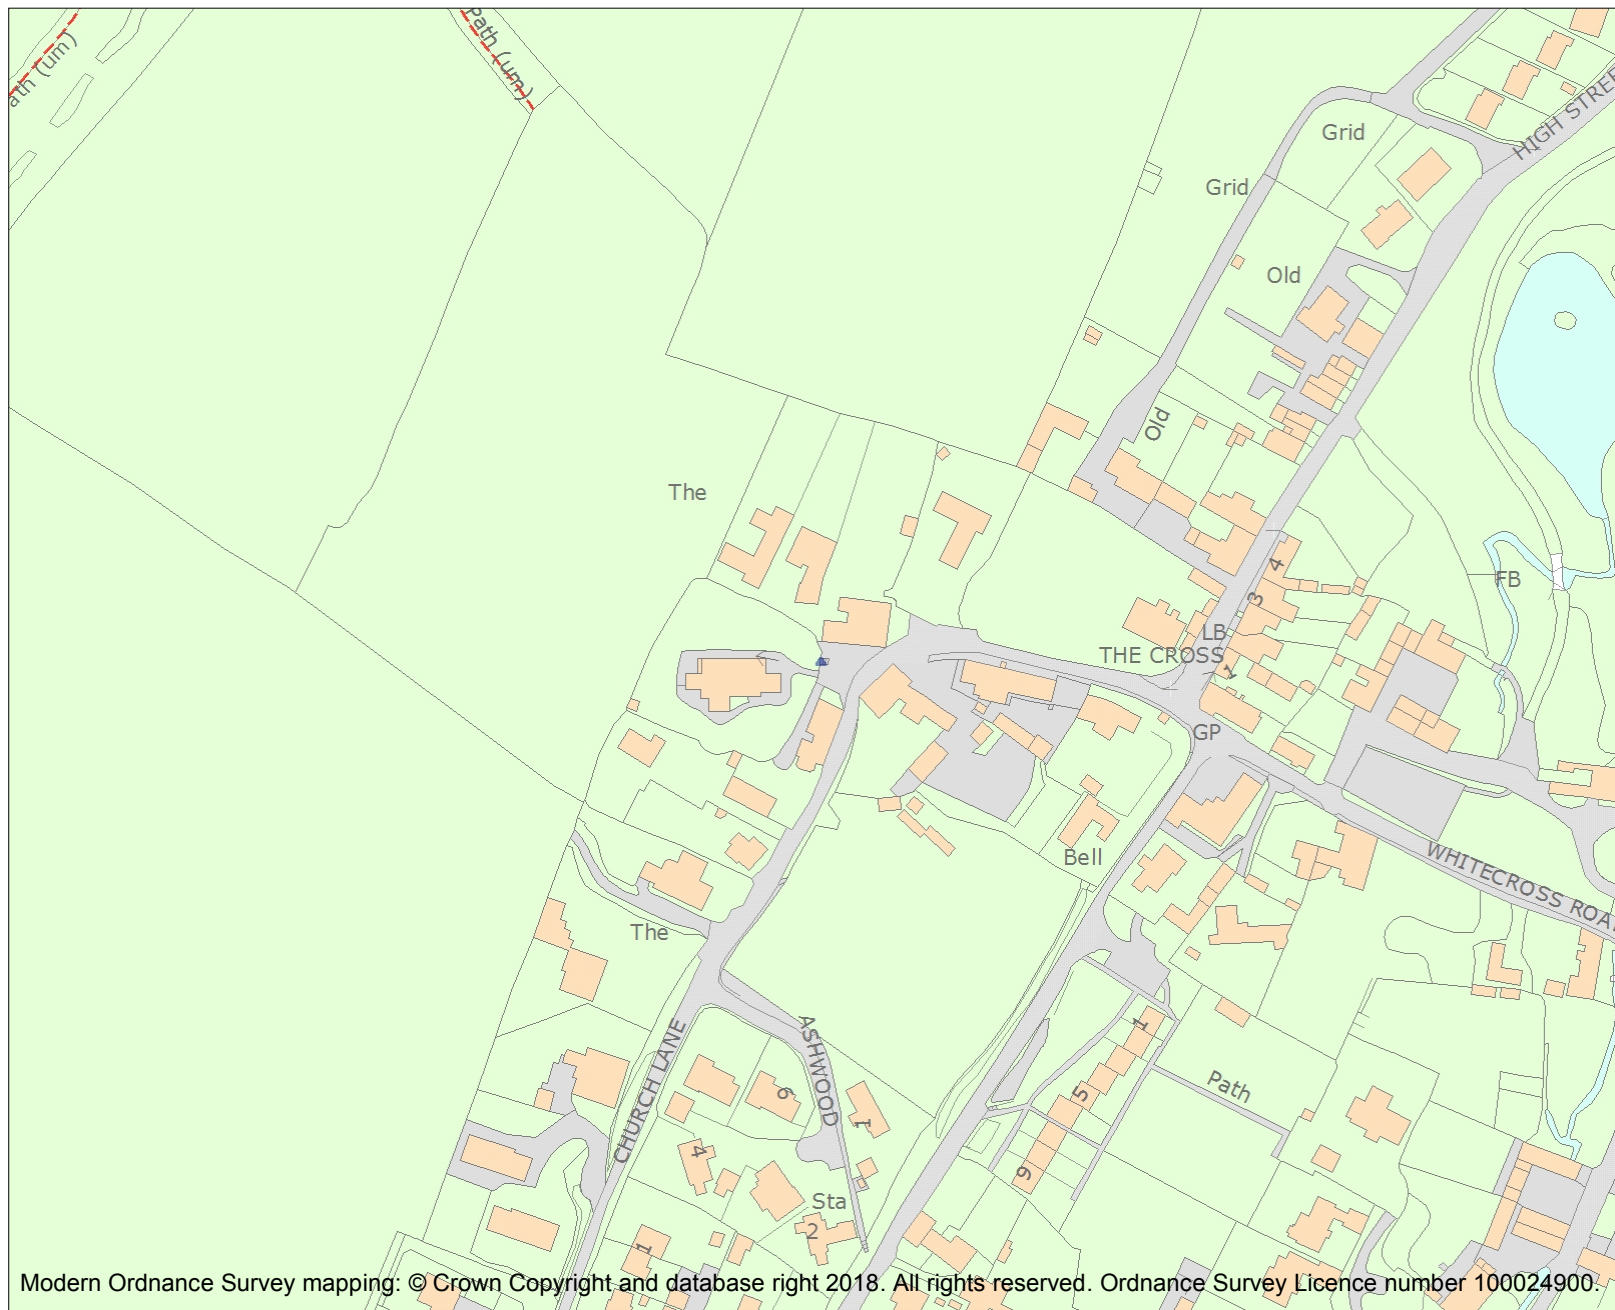 ath (um)
Path (um)
HIGH STREE
Grid
Grid
Old
Old
The
FB
4
3
LB
THE CROSS
1
GP
Bell
WHITECROSS ROA
The
ASHWOOD
CHURCH LANE
1
5
9
Path
6
1
4
Sta
2
1
Modern Ordnance Survey mapping: © Crown Copyright and database right 2018. All rights reserved. Ordnance Survey Licence number 100024900.